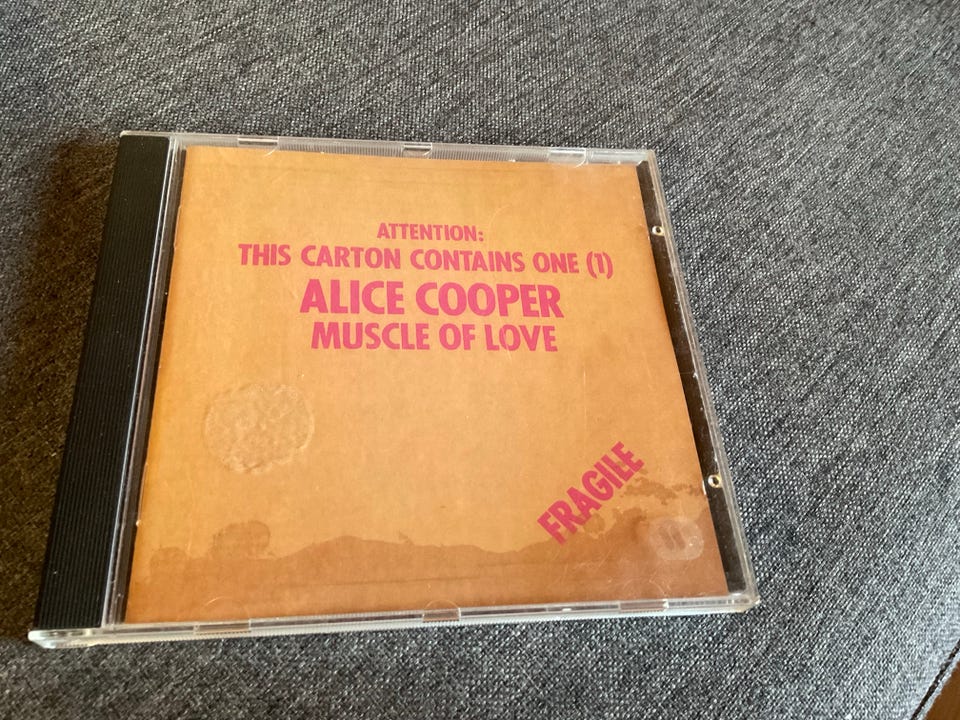 ATTENTION:
THIS CARTON CONTAINS ONE (1)
ALICE COOPER
MUSCLE OF LOVE
FRAGILE